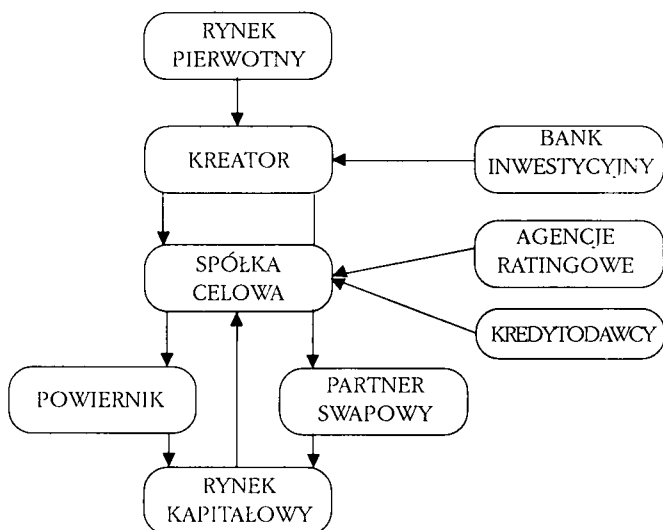 RYNEK
PIERWOTNY
KREATOR
BANK
INWESTYCYJNY
SPÓŁKA
CELOWA
AGENCJE
RATINGOWE
KREDYTODAWCY
POWIERNIK
PARTNER
SWAPOWY
RYNEK
KAPITAŁOWY